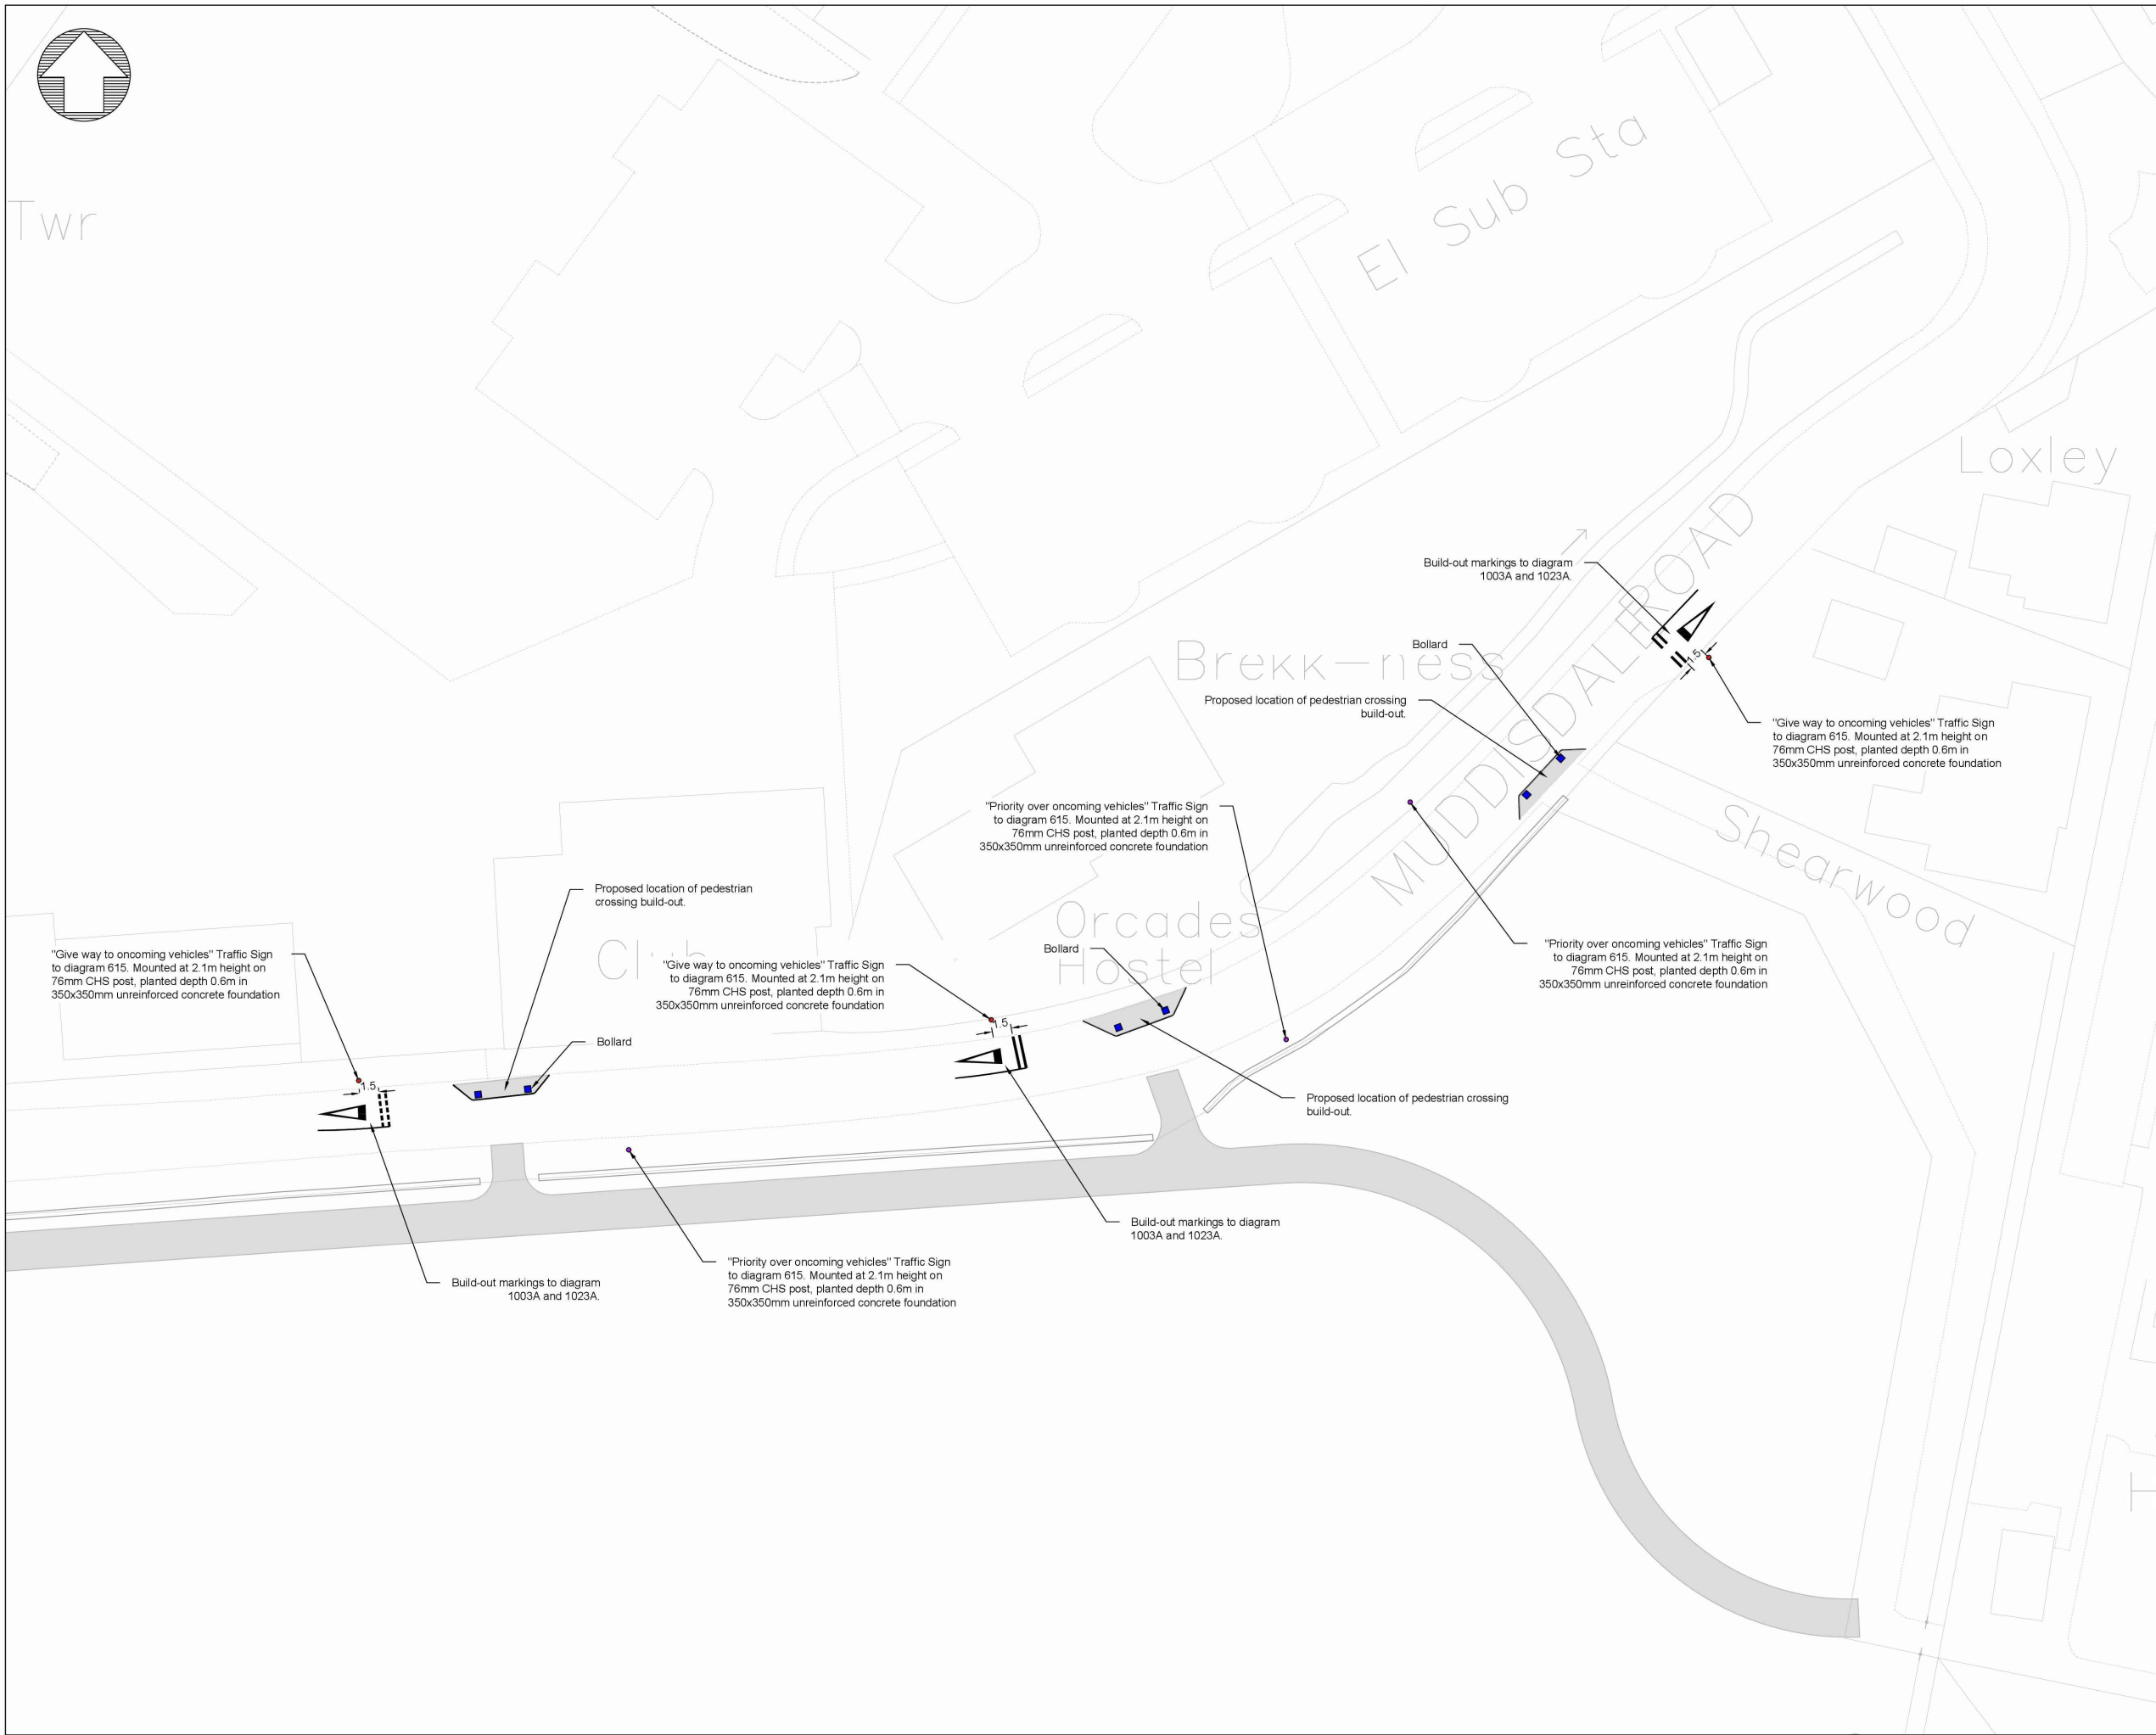 Twr
El Sub Sta
Loxley
Build-out markings to diagram
1003A and 1023A.
MUDDISDALE ROAD
Brekk-ness
Bollard
1.5
Proposed location of pedestrian crossing
build-out.
"Give way to oncoming vehicles" Traffic Sign
to diagram 615. Mounted at 2.1m height on
76mm CHS post, planted depth 0.6m in
350x350mm unreinforced concrete foundation
"Priority over oncoming vehicles" Traffic Sign
to diagram 615. Mounted at 2.1m height on
76mm CHS post, planted depth 0.6m in
350x350mm unreinforced concrete foundation
Shearwood
Proposed location of pedestrian
crossing build-out.
Orcades
Hostel
Club
Bollard
"Give way to oncoming vehicles" Traffic Sign
to diagram 615. Mounted at 2.1m height on
76mm CHS post, planted depth 0.6m in
350x350mm unreinforced concrete foundation
"Give way to oncoming vehicles" Traffic Sign
to diagram 615. Mounted at 2.1m height on
76mm CHS post, planted depth 0.6m in
350x350mm unreinforced concrete foundation
"Priority over oncoming vehicles" Traffic Sign
to diagram 615. Mounted at 2.1m height on
76mm CHS post, planted depth 0.6m in
350x350mm unreinforced concrete foundation
1.5
Bollard
1.5
Proposed location of pedestrian crossing
build-out.
Build-out markings to diagram
1003A and 1023A.
"Priority over oncoming vehicles" Traffic Sign
to diagram 615. Mounted at 2.1m height on
76mm CHS post, planted depth 0.6m in
350x350mm unreinforced concrete foundation
Build-out markings to diagram
1003A and 1023A.